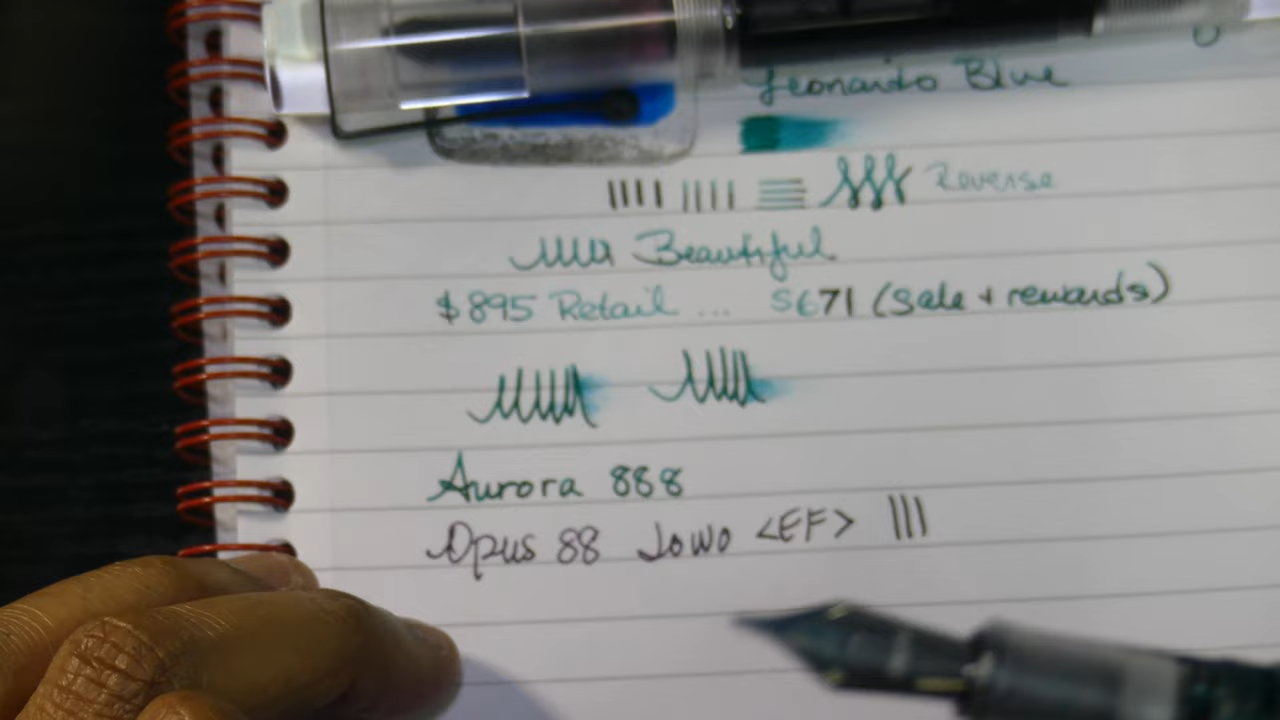 Leonardo Blue
Reverse
Beautiful
$895 Retail ... $671 (sale + rewards)
Aurora 888
Opus 88 Jowo <EF>